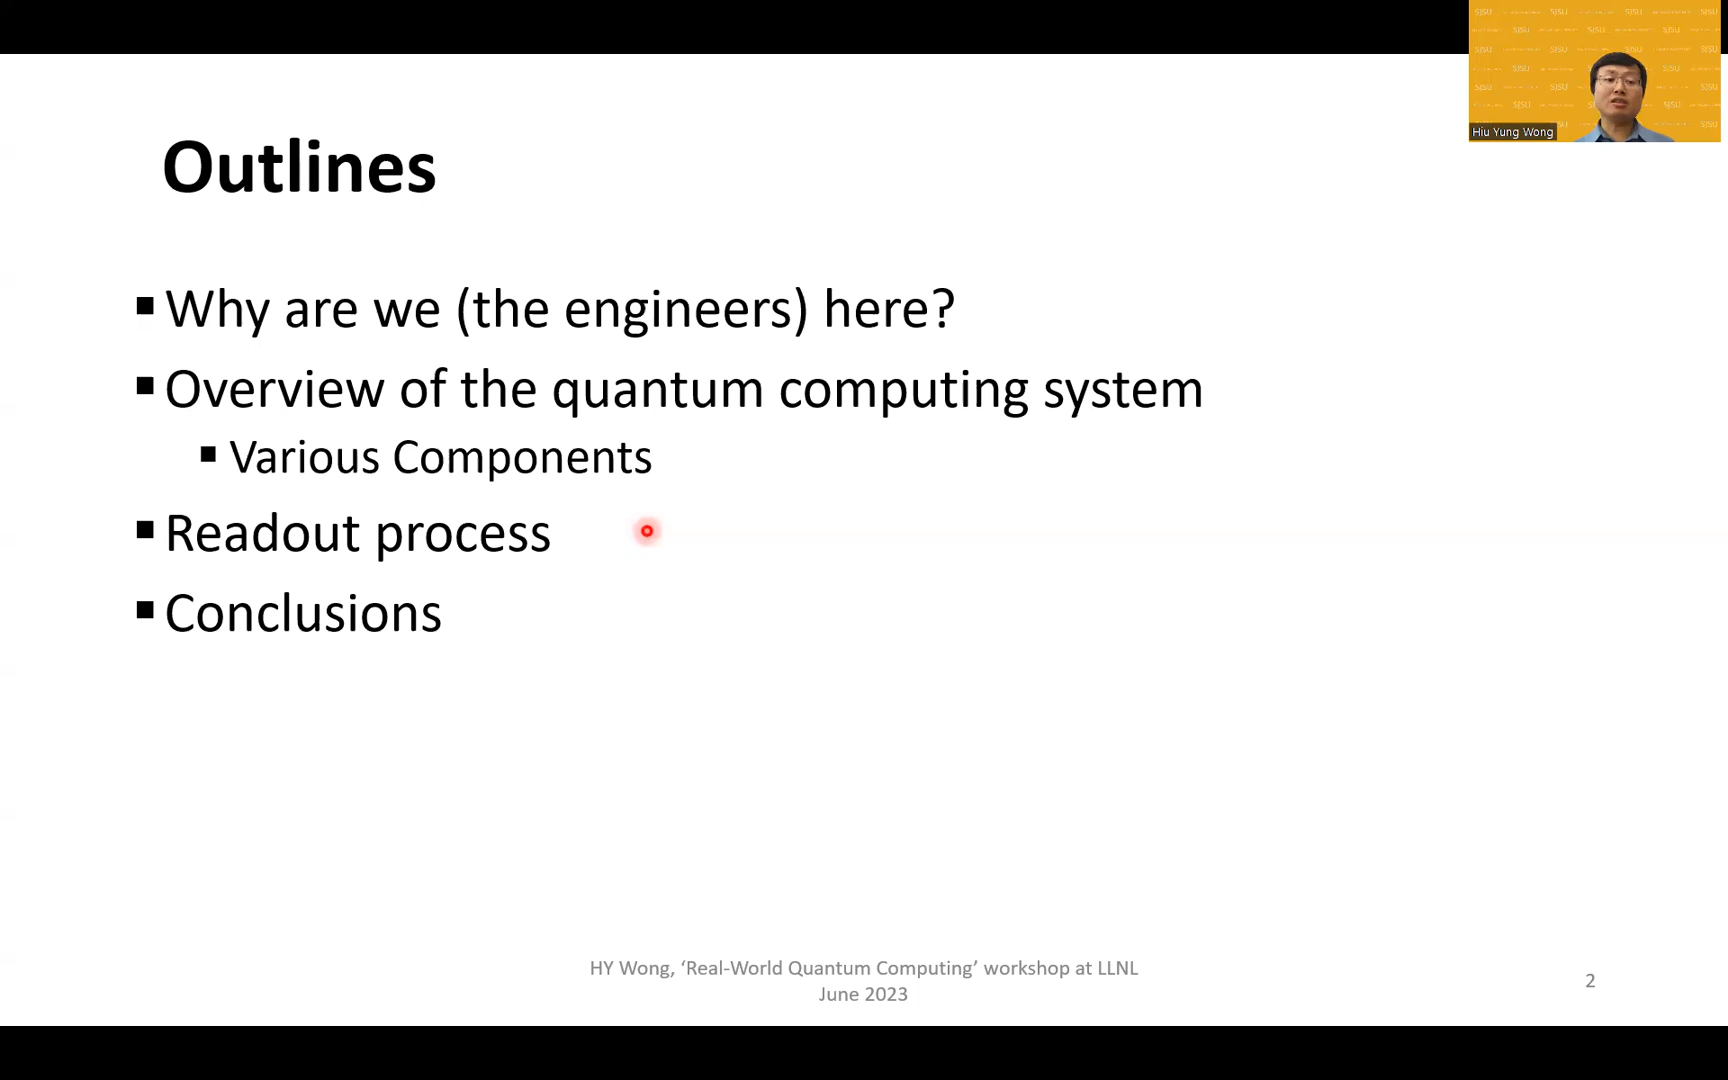 Outlines
Why are we (the engineers) here?
Overview of the quantum computing system
Various Components
Readout process
Conclusions
HY Wong, ‘Real-World Quantum Computing’ workshop at LLNL
June 2023
2
Hiu Yung Wong
SJSU